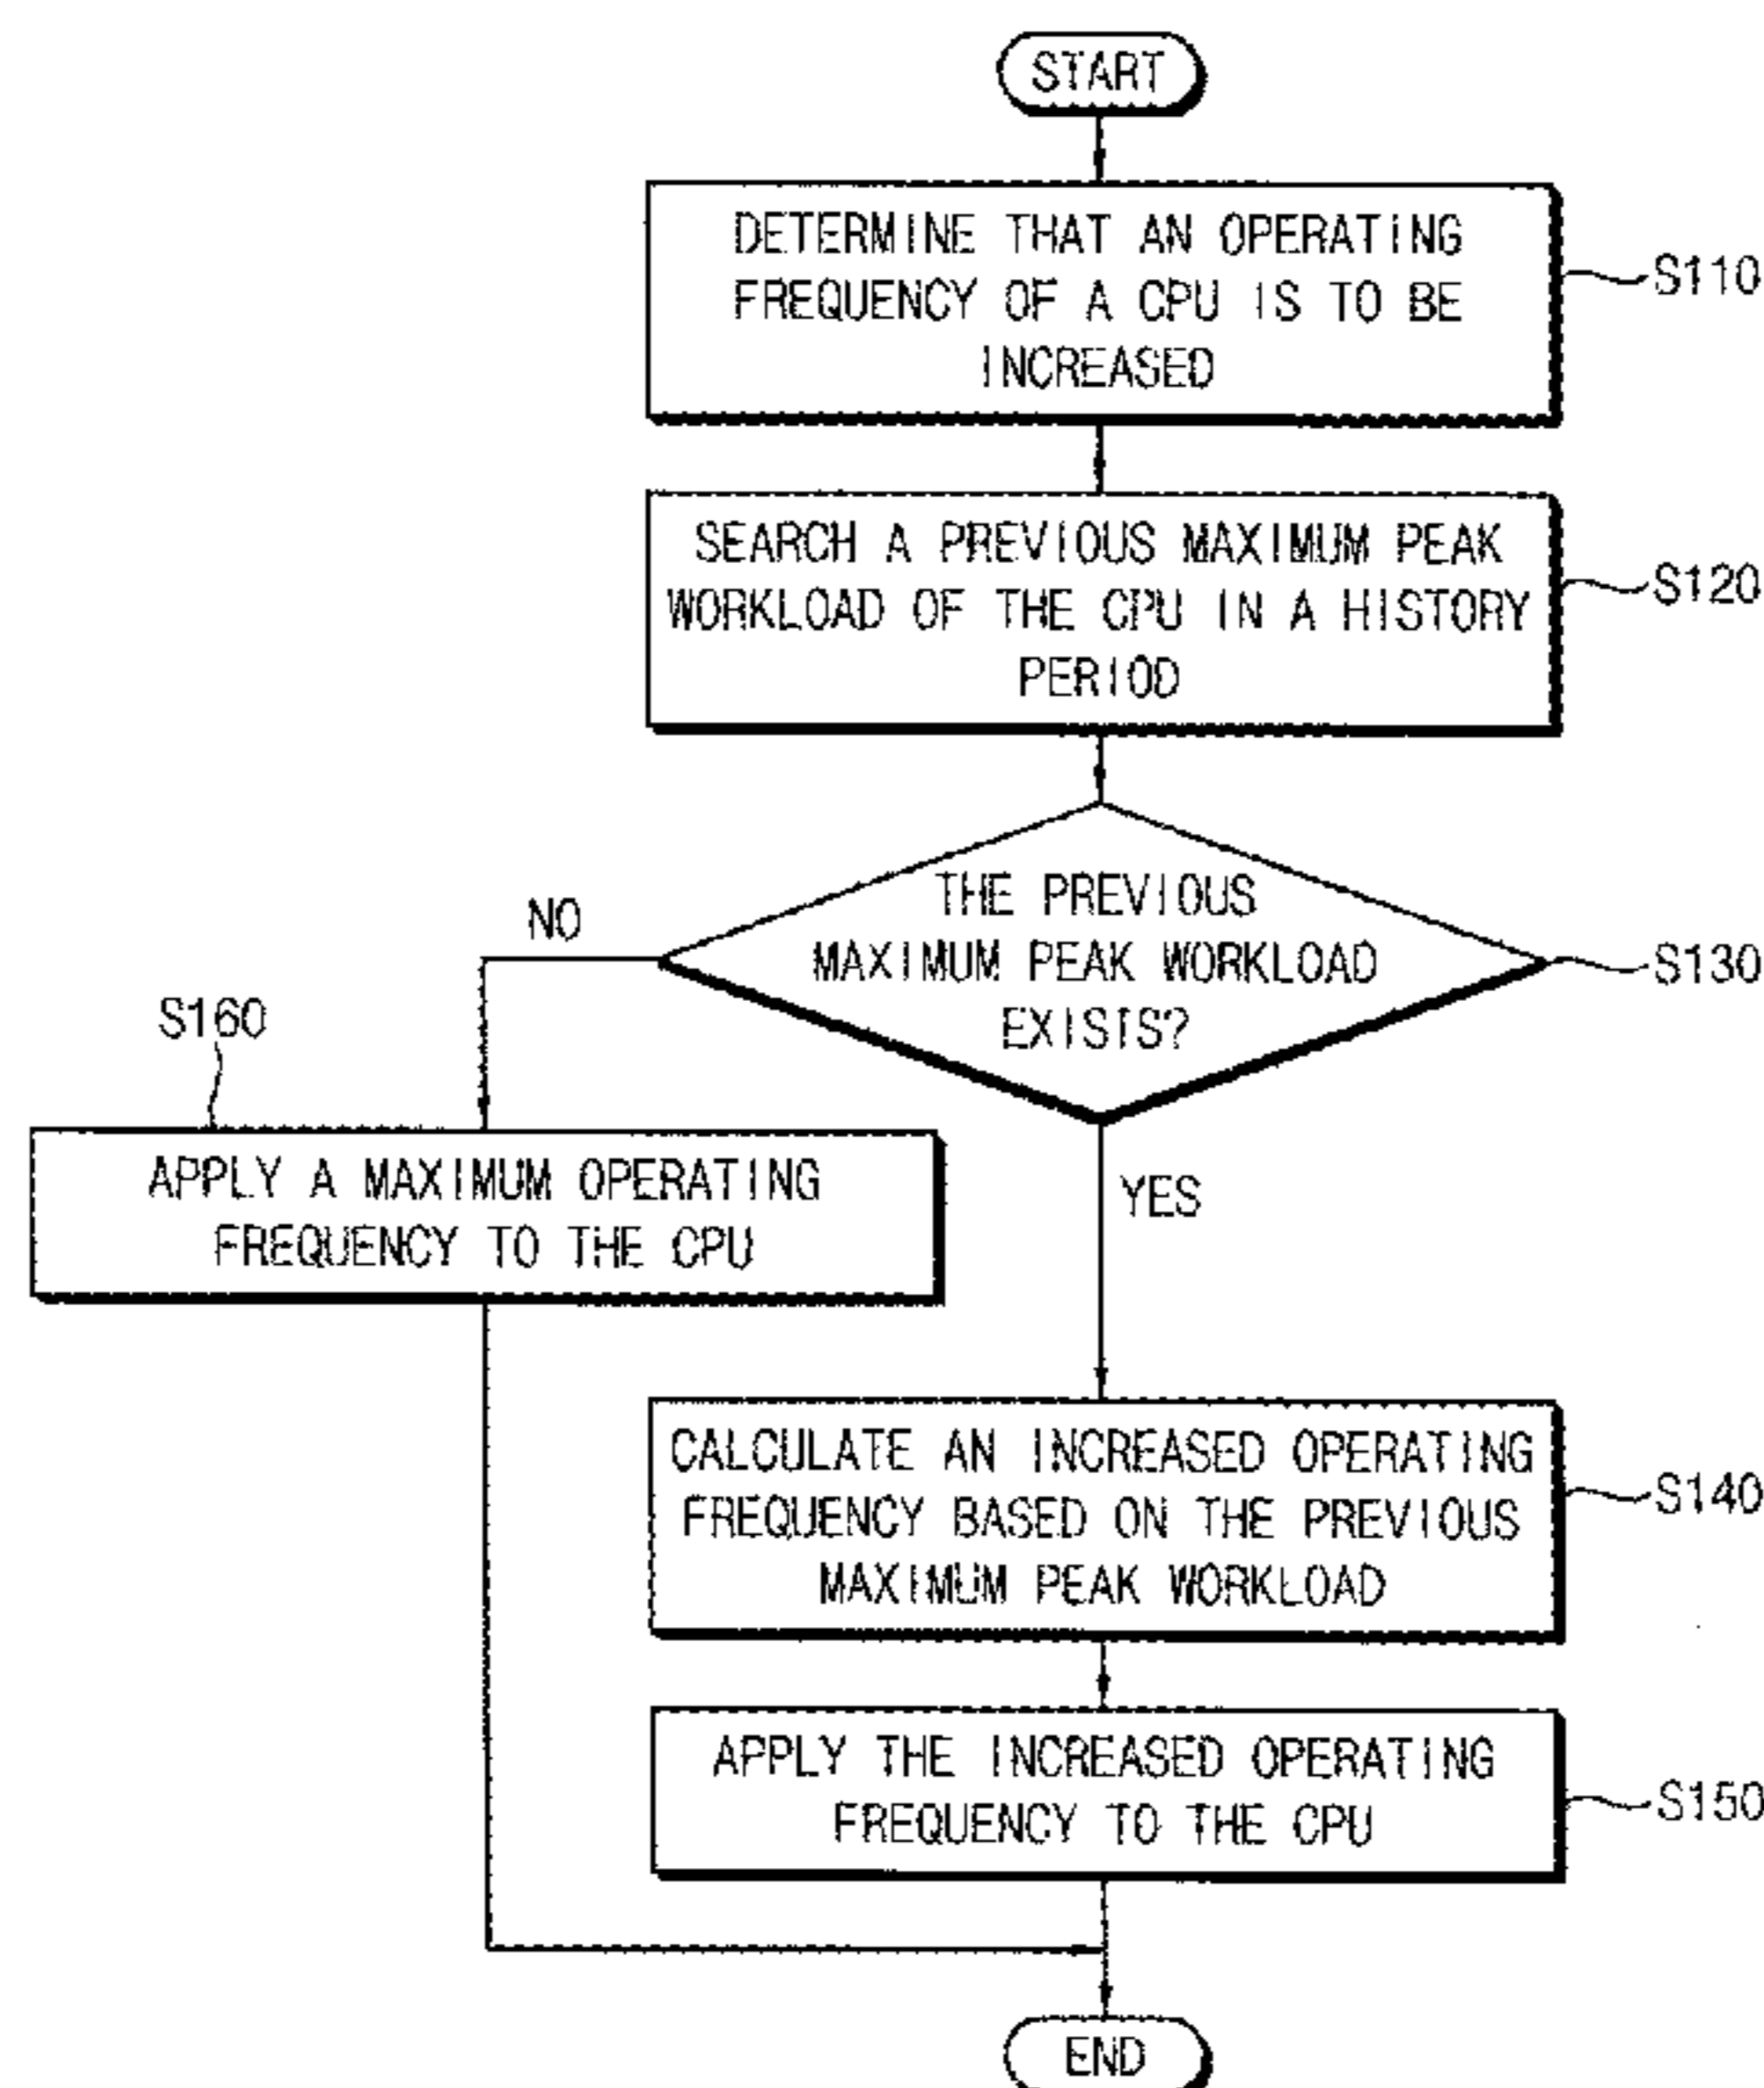 START
DETERMINE THAT AN OPERATING
FREQUENCY OF A CPU IS TO BE
INCREASED
S110
SEARCH A PREVIOUS MAXIMUM PEAK
WORKLOAD OF THE CPU IN A HISTORY
PERIOD
S120
THE PREVIOUS
MAXIMUM PEAK WORKLOAD
EXISTS?
S130
NO
S160
APPLY A MAXIMUM OPERATING
FREQUENCY TO THE CPU
YES
CALCULATE AN INCREASED OPERATING
FREQUENCY BASED ON THE PREVIOUS
MAXIMUM PEAK WORKLOAD
S140
APPLY THE INCREASED OPERATING
FREQUENCY TO THE CPU
S150
END